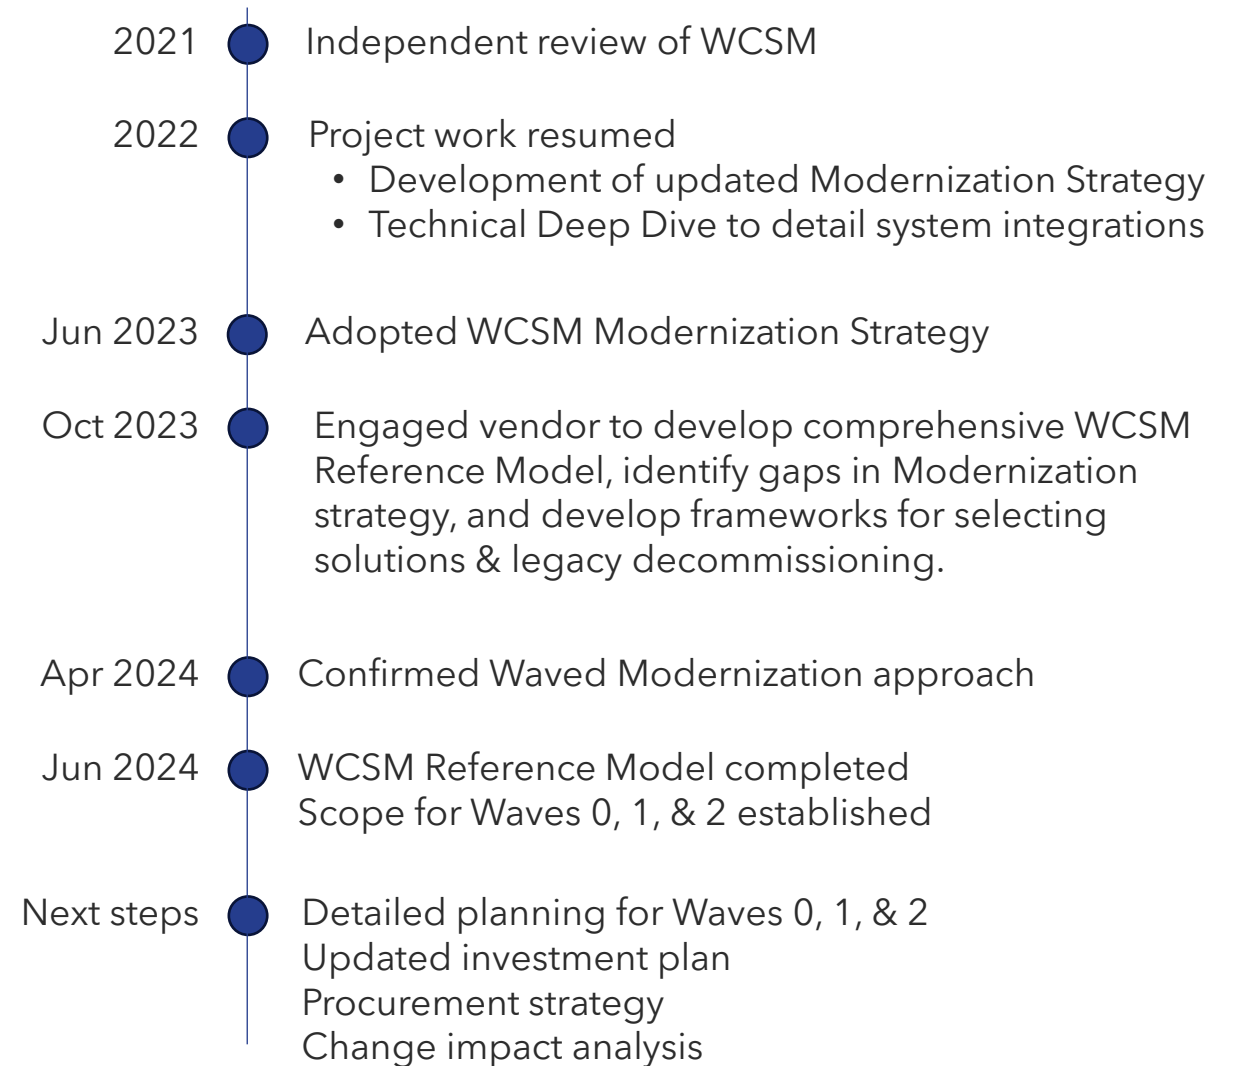 2021 Independent review of WCSM
2022 Project work resumed
• Development of updated Modernization Strategy
• Technical Deep Dive to detail system integrations
Jun 2023 Adopted WCSM Modernization Strategy
Oct 2023 Engaged vendor to develop comprehensive WCSM
Reference Model, identify gaps in Modernization
strategy, and develop frameworks for selecting
solutions & legacy decommissioning.
Apr 2024 Confirmed Waved Modernization approach
Jun 2024 WCSM Reference Model completed
Scope for Waves 0, 1, & 2 established
Next steps Detailed planning for Waves 0, 1, & 2
Updated investment plan
Procurement strategy
Change impact analysis